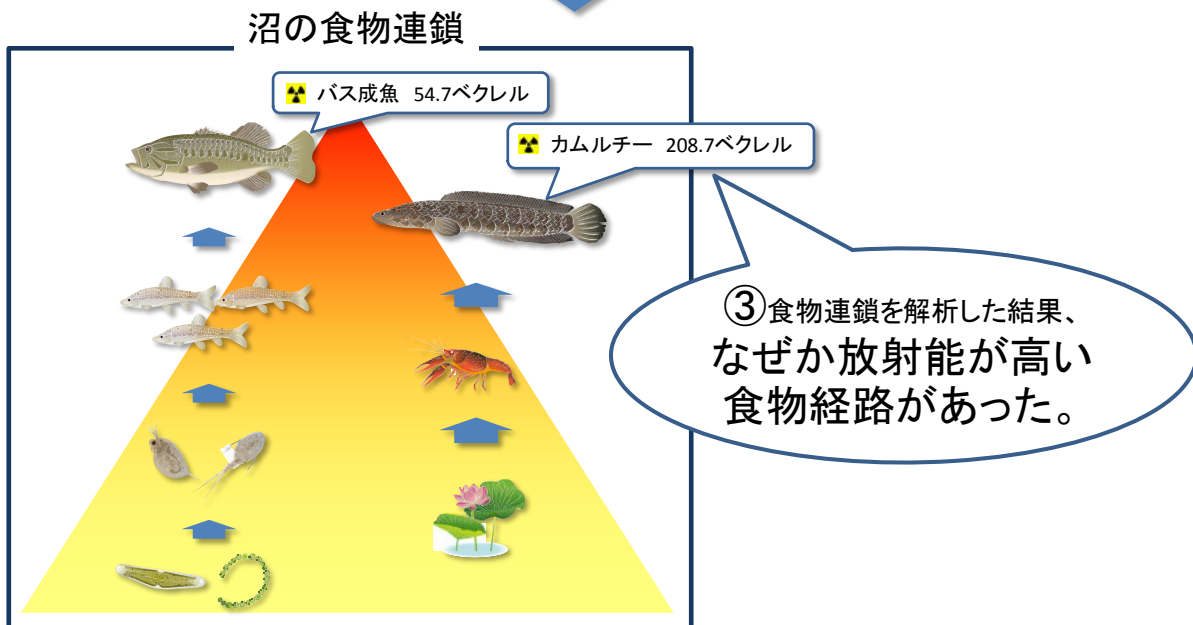 沼の食物連鎖
バス成魚 54.7ベクレル
カムルチー 208.7ベクレル
③食物連鎖を解析した結果、
なぜか放射能が高い
食物経路があった。